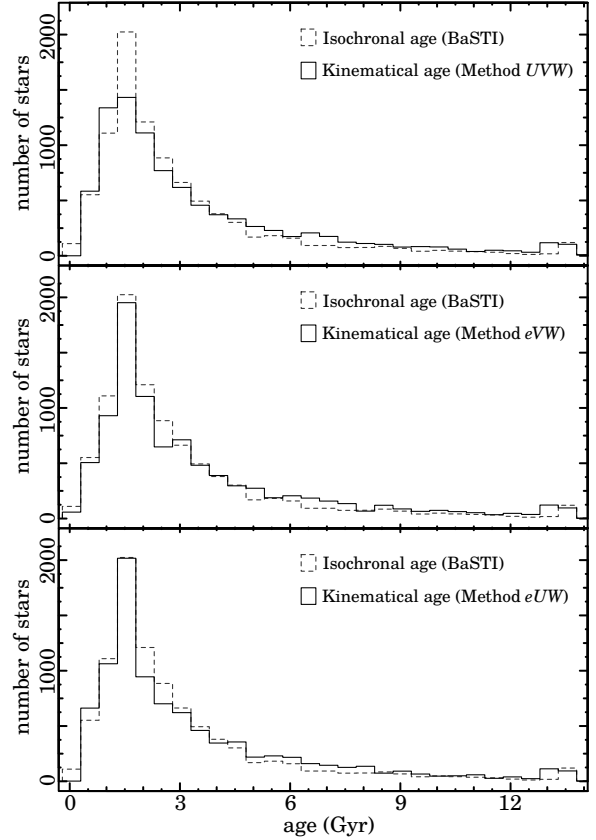 number of stars
2000
1000
0
Isochronal age (BaSTI)
Kinematical age (Method UVW)
number of stars
2000
1000
0
Isochronal age (BaSTI)
Kinematical age (Method eVW)
number of stars
2000
1000
0
Isochronal age (BaSTI)
Kinematical age (Method eUW)
0 3 6 9 12
age (Gyr)